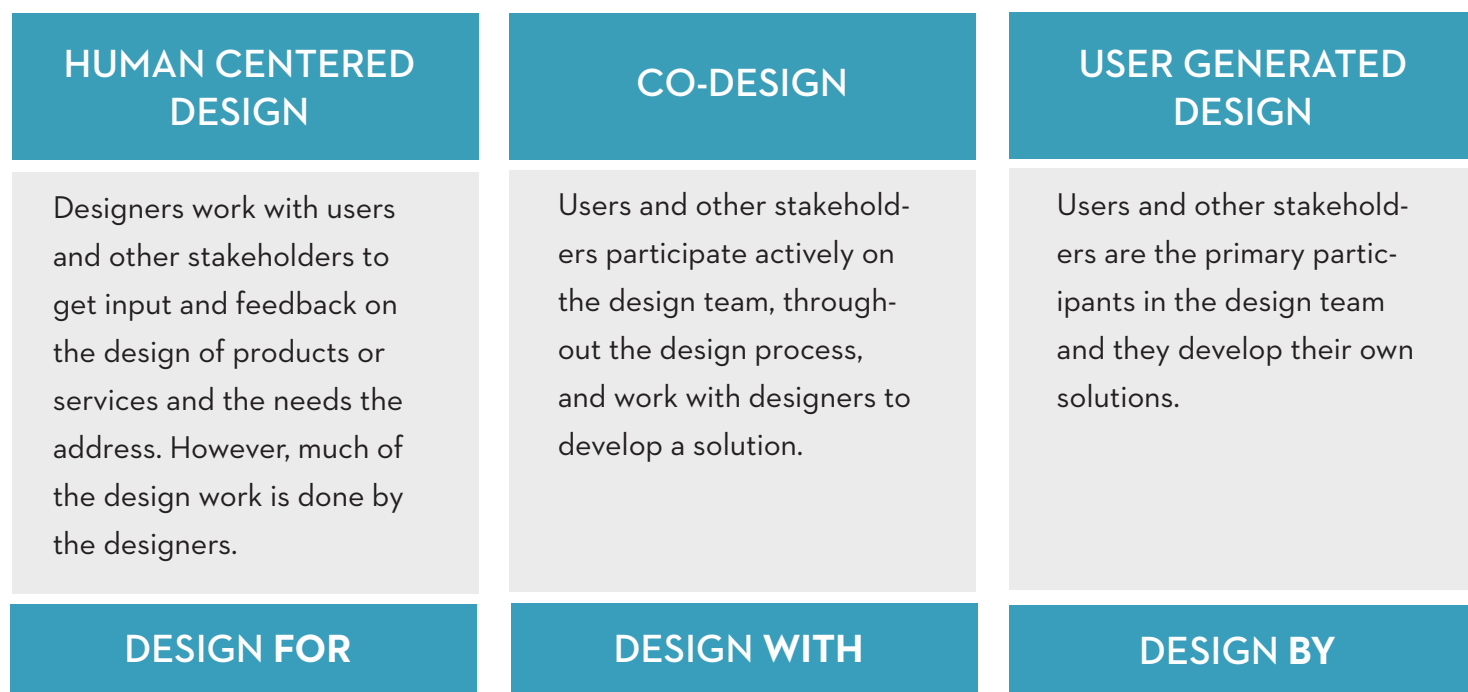 HUMAN CENTERED
DESIGN
Designers work with users
and other stakeholders to
get input and feedback on
the design of products or
services and the needs the
address. However, much of
the design work is done by
the designers.
DESIGN FOR
CO-DESIGN
Users and other stakehold-
ers participate actively on
the design team, through-
out the design process,
and work with designers to
develop a solution.
DESIGN WITH
USER GENERATED
DESIGN
Users and other stakehold-
ers are the primary partic-
ipants in the design team
and they develop their own
solutions.
DESIGN BY